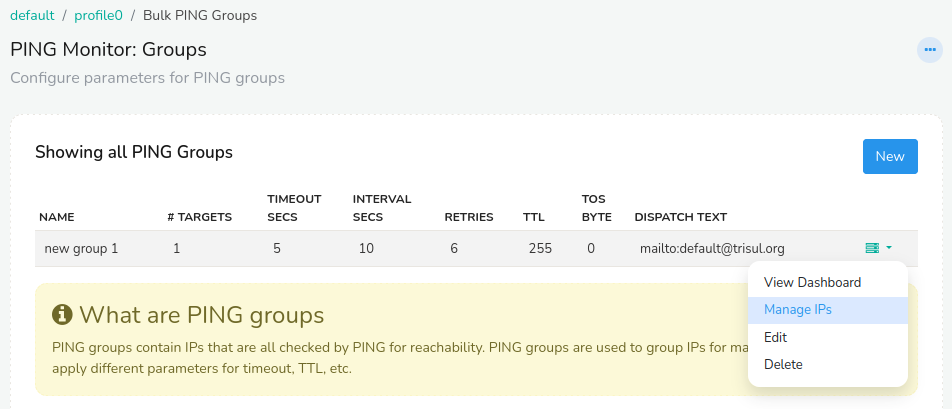 default / profile0 / Bulk PING Groups
PING Monitor: Groups
Configure parameters for PING groups
Showing all PING Groups
New
NAME # TARGETS TIMEOUT SECS INTERVAL SECS RETRIES TTL TOS BYTE DISPATCH TEXT
new group 1 1 5 10 6 255 0 mailto:default@trisul.org
View Dashboard
Manage IPs
Edit
Delete
What are PING groups
PING groups contain IPs that are all checked by PING for reachability. PING groups are used to group IPs for
apply different parameters for timeout, TTL, etc.